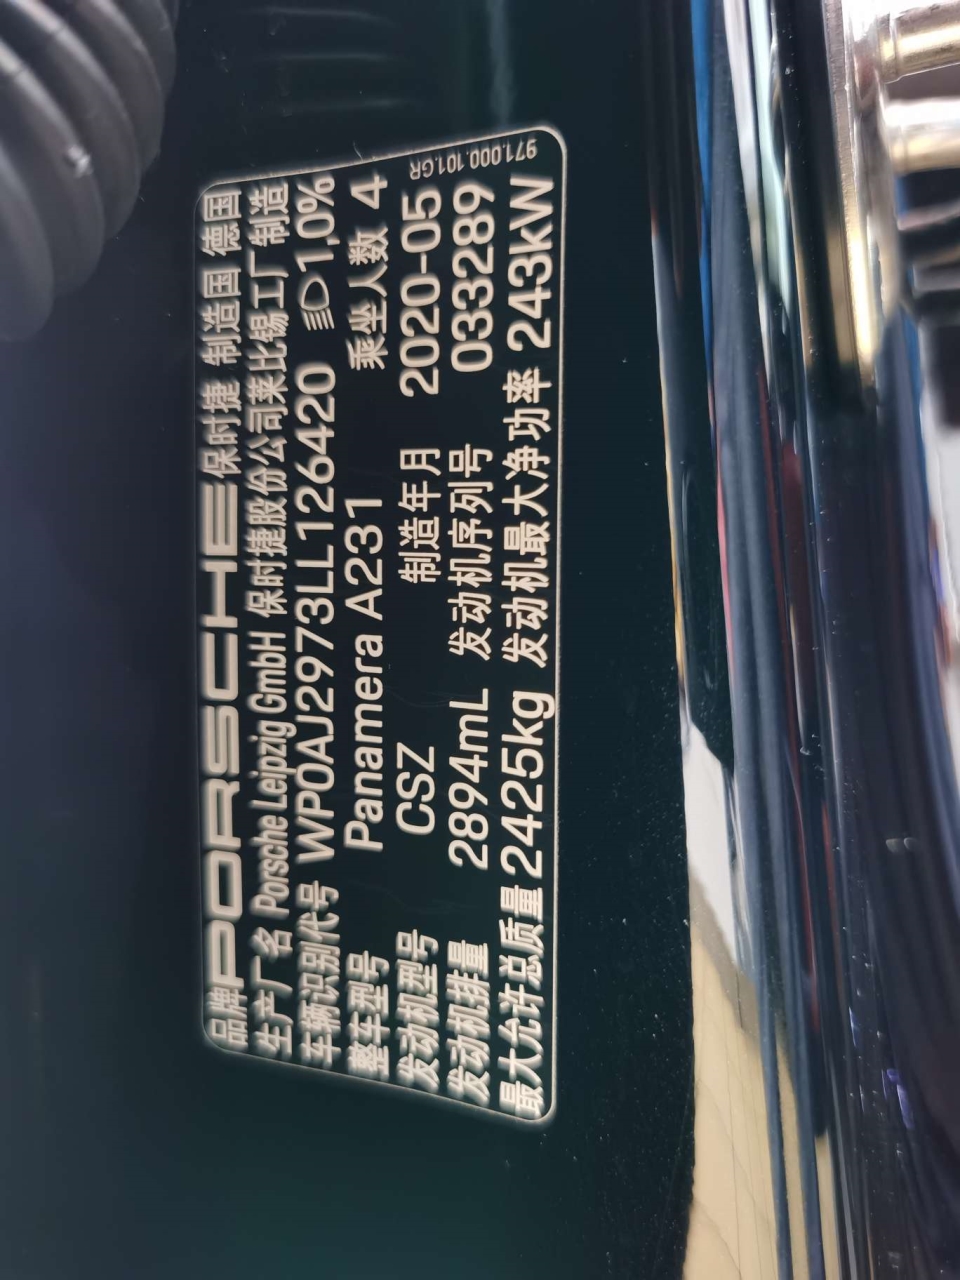 品牌 PORSCHE 保时捷 制造国 德国
生产厂名 Porsche Leipzig GmbH 保时捷股份公司莱比锡工厂制造
车辆识别代号 WP0AJ2973LL126420 1,0%
整车型号 Panamera A231 乘坐人数 4
发动机型号 CSZ 制造年月 2020-05
发动机排量 2894mL 发动机序列号 033289
最大允许总质量 2425kg 发动机最大净功率 243kW
971.000.101.GR